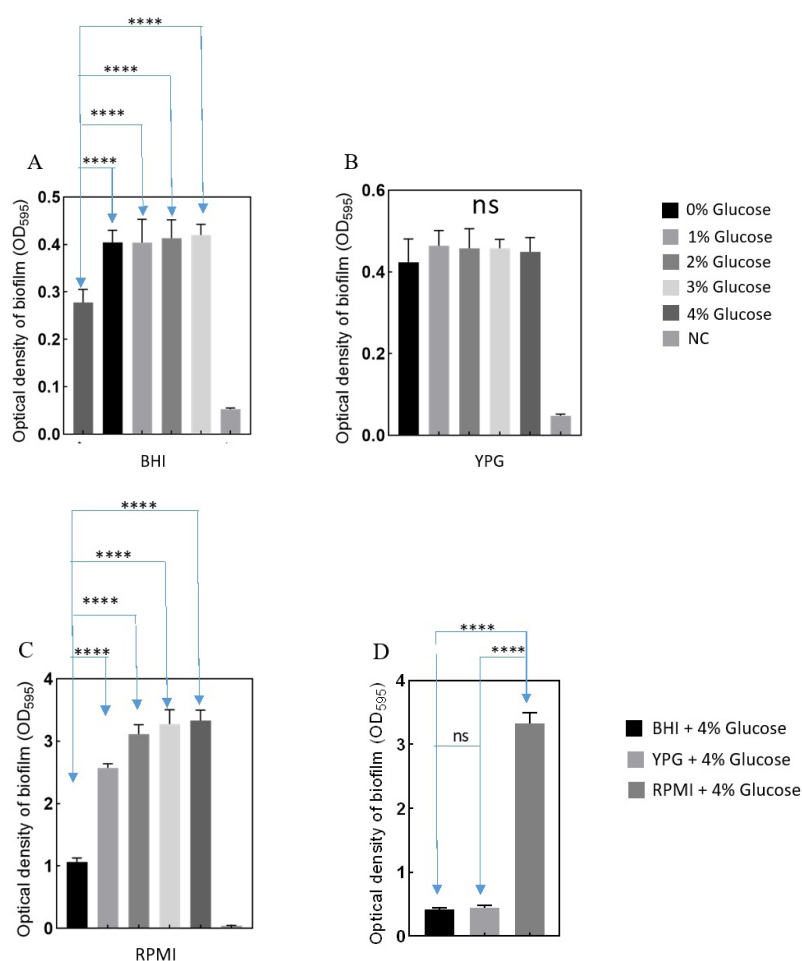 ****
****
****
****
A
Optical density of biofilm (OD595)
0.5
0.4
0.3
0.2
0.1
0.0
BHI
B
Optical density of biofilm (OD595)
0.6
0.4
0.2
0.0
ns
YPG
0% Glucose
1% Glucose
2% Glucose
3% Glucose
4% Glucose
NC
****
****
****
****
C
Optical density of biofilm (OD595)
4
3
2
1
0
RPMI
D
****
****
ns
Optical density of biofilm (OD595)
4
3
2
1
0
BHI + 4% Glucose
YPG + 4% Glucose
RPMI + 4% Glucose